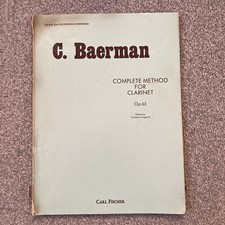 C. Baerman
COMPLETE METHOD
FOR
CLARINET
Op. 63
CARL FISCHER